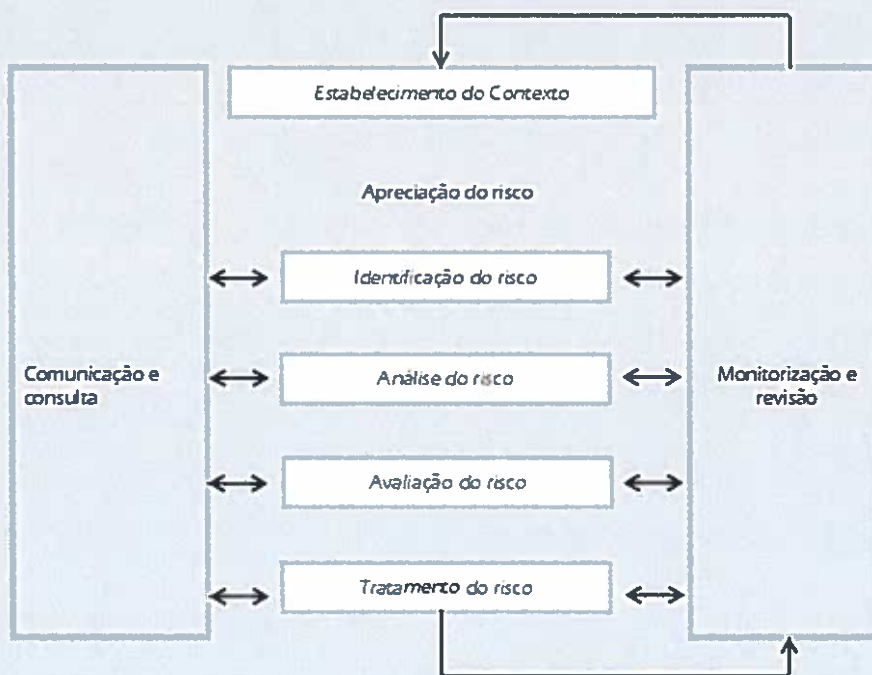 Estabelecimento do Contexto
Apreciação do risco
Identificação do risco
Análise do risco
Avaliação do risco
Tratamento do risco
Comunicação e
consulta
Monitorização e
revisão